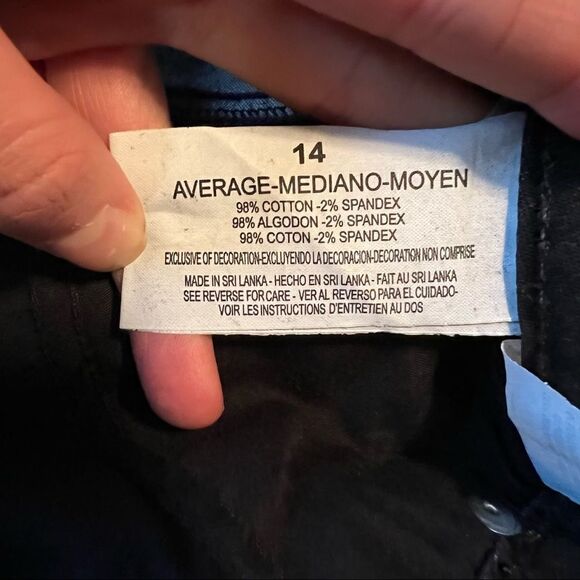 14
AVERAGE-MEDIANO-MOYEN
98% COTTON -2% SPANDEX
98% ALGODON -2% SPANDEX
98% COTON -2% SPANDEX
EXCLUSIVE OF DECORATION-EXCLUYENDO LA DECORACION-DECORATION NON COMPRISE
MADE IN SRI LANKA - HECHO EN SRI LANKA - FAIT AU SRI LANKA
SEE REVERSE FOR CARE - VER AL REVERSO PARA EL CUIDADO-
VOIR LES INSTRUCTIONS D'ENTRETIEN AU DOS